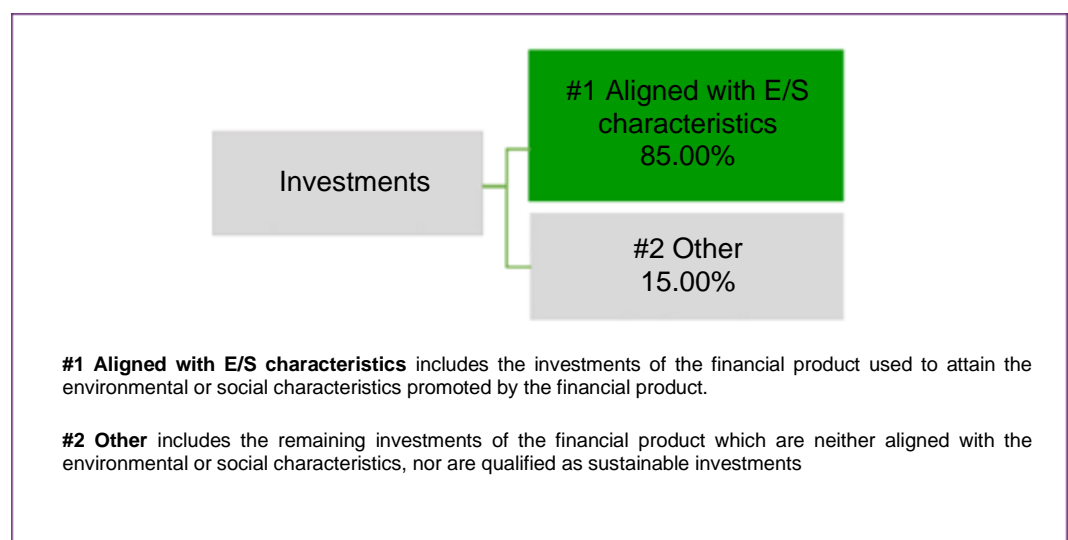 #1 Aligned with E/S
characteristics
85.00%
Investments
#2 Other
15.00%
#1 Aligned with E/S characteristics includes the investments of the financial product used to attain the
environmental or social characteristics promoted by the financial product.
#2 Other includes the remaining investments of the financial product which are neither aligned with the
environmental or social characteristics, nor are qualified as sustainable investments